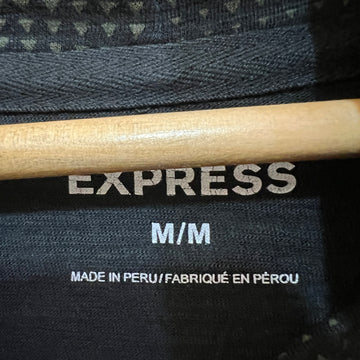 EXPRESS
M/M
MADE IN PERU/FABRIQUÉ EN PÉROU